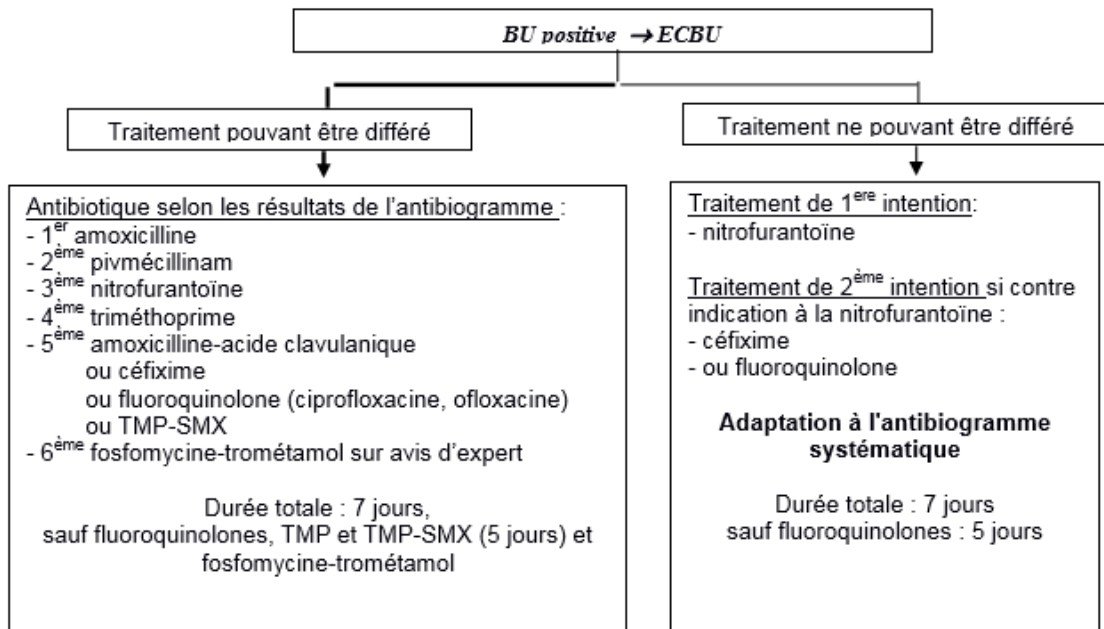 BU positive → ECBU
Traitement pouvant être différé
Antibiotique selon les résultats de l'antibiogramme :
- 1er amoxicilline
- 2ème pivmécillinam
- 3ème nitrofurantoïne
- 4ème triméthoprime
- 5ème amoxicilline-acide clavulanique
ou céfixime
ou fluoroquinolone (ciprofloxacine, ofloxacine)
ou TMP-SMX
- 6ème fosfomycine-trométamol sur avis d'expert
Durée totale : 7 jours,
sauf fluoroquinolones, TMP et TMP-SMX (5 jours) et
fosfomycine-trométamol
Traitement ne pouvant être différé
Traitement de 1ere intention:
- nitrofurantoïne
Traitement de 2ème intention si contre
indication à la nitrofurantoïne :
- céfixime
- ou fluoroquinolone
Adaptation à l'antibiogramme
systématique
Durée totale : 7 jours
sauf fluoroquinolones : 5 jours